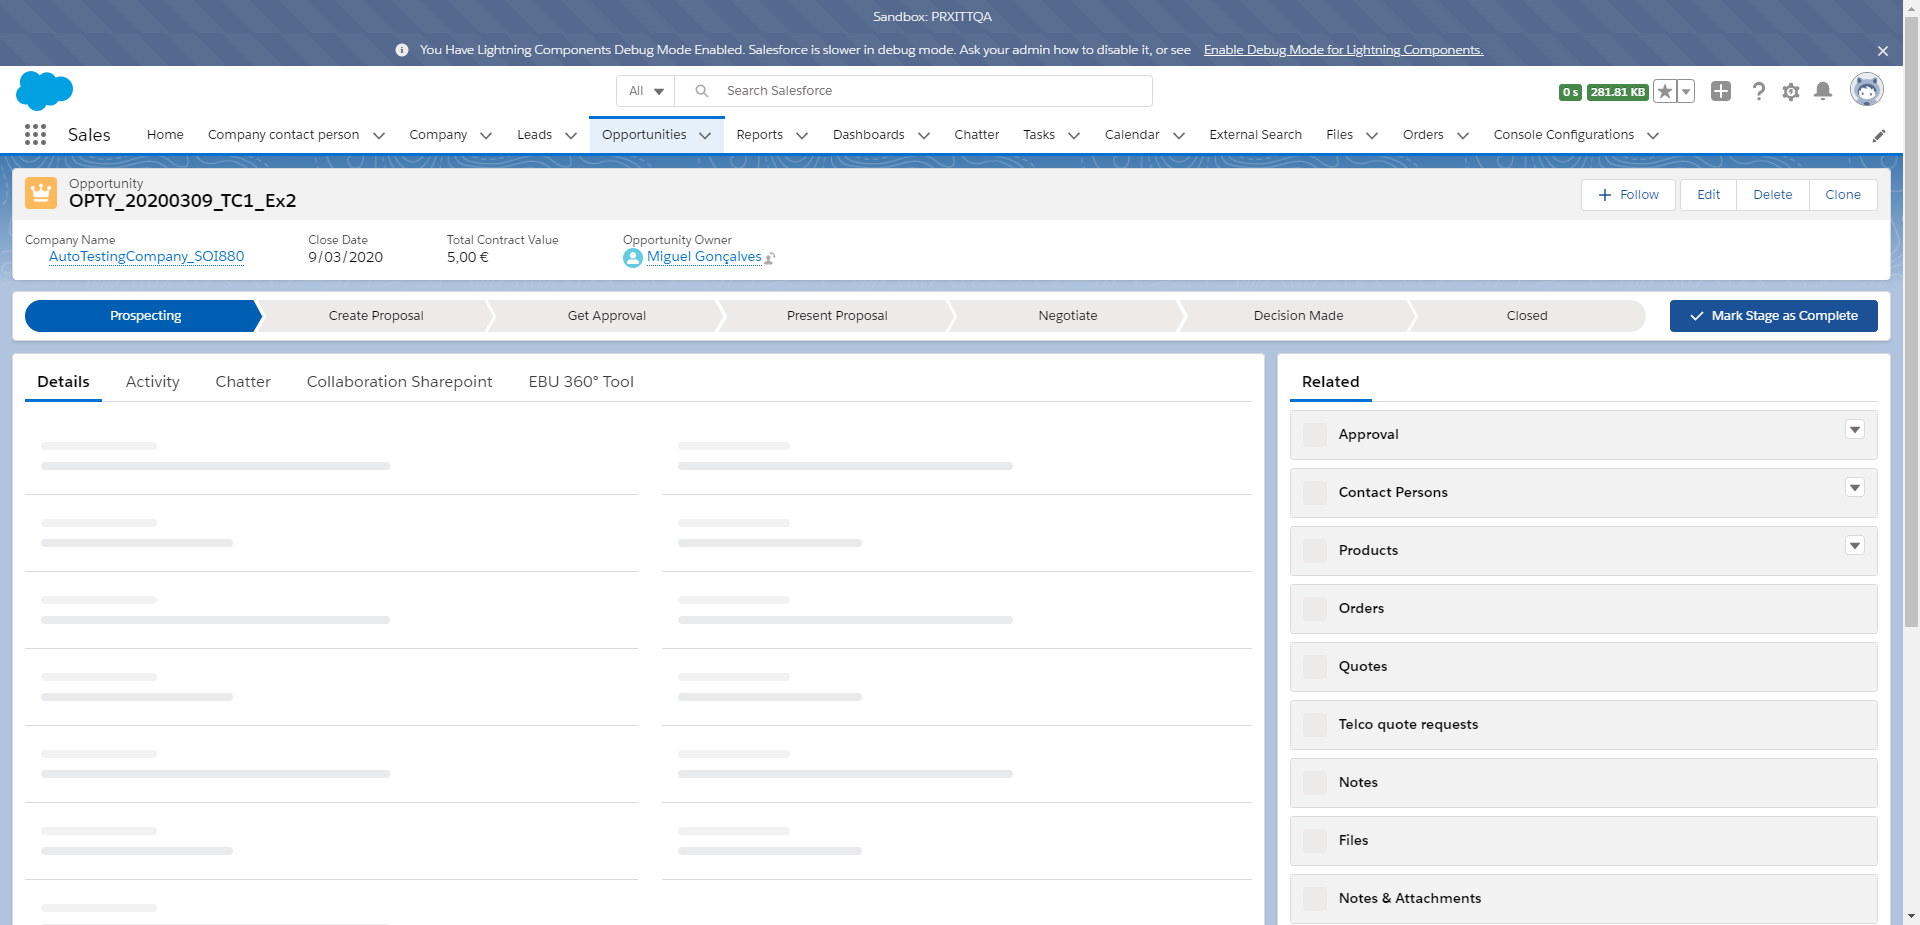 Sandbox: PRXITTQA
You Have Lightning Components Debug Mode Enabled. Salesforce is slower in debug mode. Ask your admin how to disable it, or see Enable Debug Mode for Lightning Components.
All Search Salesforce 0 s 281.81 KB
Sales Home Company contact person Company Leads Opportunities Reports Dashboards Chatter Tasks Calendar External Search Files Orders Console Configurations
Opportunity
OPTY_20200309_TC1_Ex2
Follow Edit Delete Clone
Company Name Close Date Total Contract Value Opportunity Owner
AutoTestingCompany_SOI880 9/03/2020 5,00 € Miguel Gonçalves
Prospecting Create Proposal Get Approval Present Proposal Negotiate Decision Made Closed Mark Stage as Complete
Details Activity Chatter Collaboration Sharepoint EBU 360° Tool
Related
Approval
Contact Persons
Products
Orders
Quotes
Telco quote requests
Notes
Files
Notes & Attachments